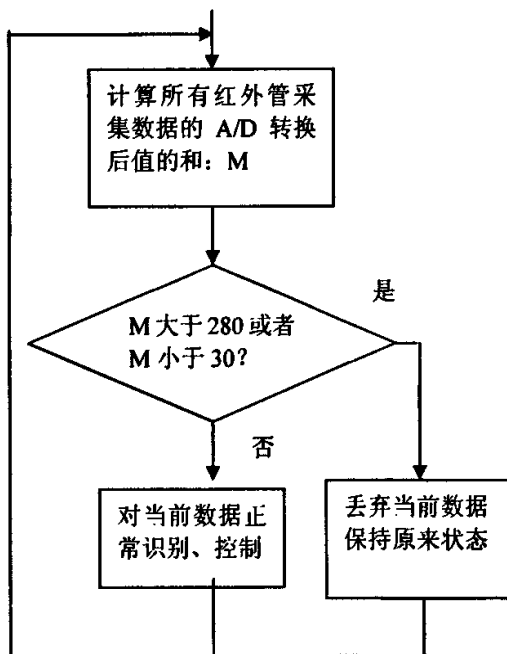 计算所有红外管采
集数据的 A/D 转换
后值的和：M
是
M 大于 280 或者
M 小于 30？
否
对当前数据正
常识别、控制
丢弃当前数据
保持原来状态